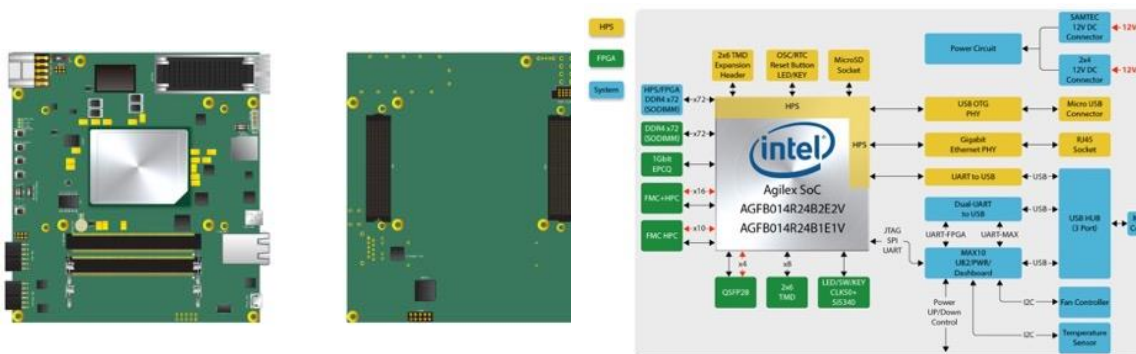 HPS
FPGA
System
2x6 TMD
Expansion
Header
OSC/RTC
Reset Button
LED/KEY
MicroSD
Socket
Power Circuit
SAMTEC
12V DC
Connector
12V
2x4
12V DC
Connector
12V
HPS/FPGA
DDR4 x72
(SODIMM)
x72
DDR4 x72
(SODIMM)
x72
1Gbit
EPCQ
FMC+HPC
x16
FMC HPC
x10
HPS
HPS
intel
Agilex SoC
AGFB014R24B2E2V
AGFB014R24B1E1V
USB OTG
PHY
Micro USB
Connector
Gigabit
Ethernet PHY
RJ45
Socket
UART to USB
USB
Dual-UART
to USB
USB
USB HUB
(3 Port)
UART-FPGA
UART-MAX
JTAG
SPI
UART
MAX10
UB2/PWR/
Dashboard
USB
x4
x8
QSFP28
2x6
TMD
LED/SW/KEY
CLK50+
Si5340
Power
UP/Down
Control
I2C
Fan Controller
I2C
Temperature
Sensor